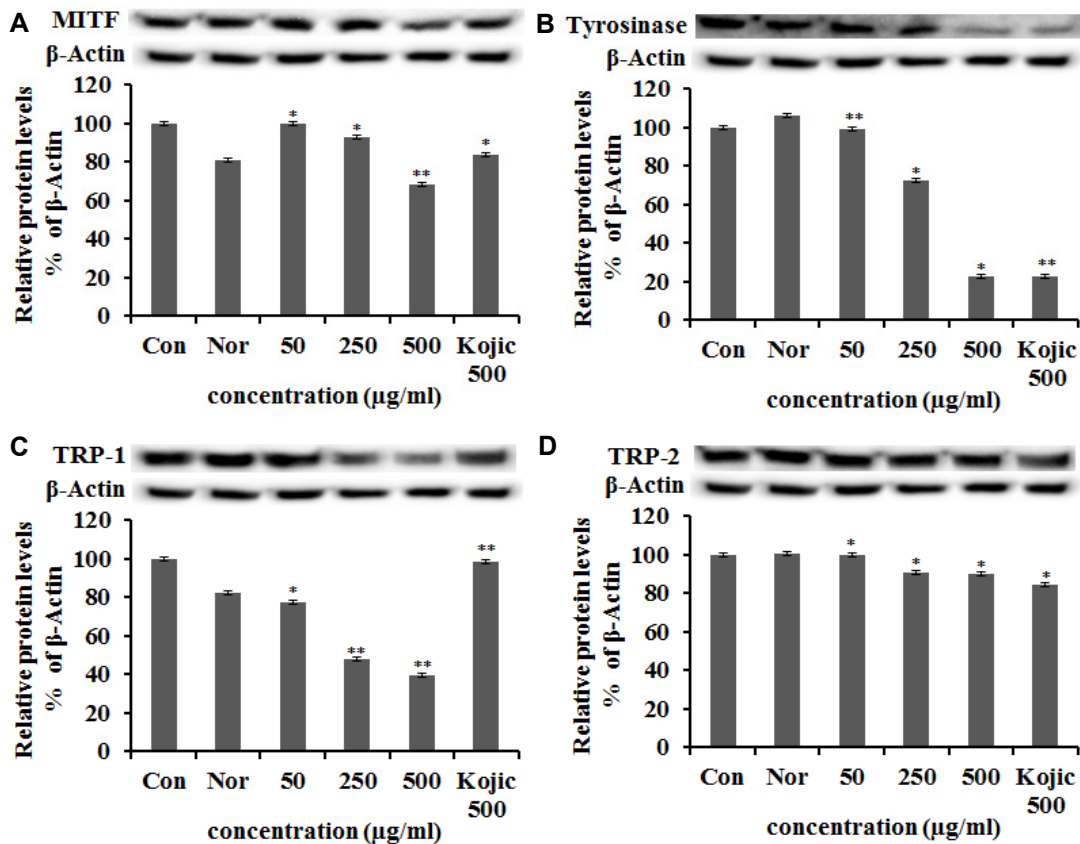 A
MITF
β-Actin
Relative protein levels
% of β-Actin
120
100
80
60
40
20
0
* * ** *
Con Nor 50 250 500 Kojic
500
concentration (µg/ml)
B
Tyrosinase
β-Actin
Relative protein levels
% of β-Actin
120
100
80
60
40
20
0
** * * **
Con Nor 50 250 500 Kojic
500
concentration (µg/ml)
C
TRP-1
β-Actin
Relative protein levels
% of β-Actin
120
100
80
60
40
20
0
* ** ** **
Con Nor 50 250 500 Kojic
500
concentration (µg/ml)
D
TRP-2
β-Actin
Relative protein levels
% of β-Actin
120
100
80
60
40
20
0
* * * *
Con Nor 50 250 500 Kojic
500
concentration (µg/ml)